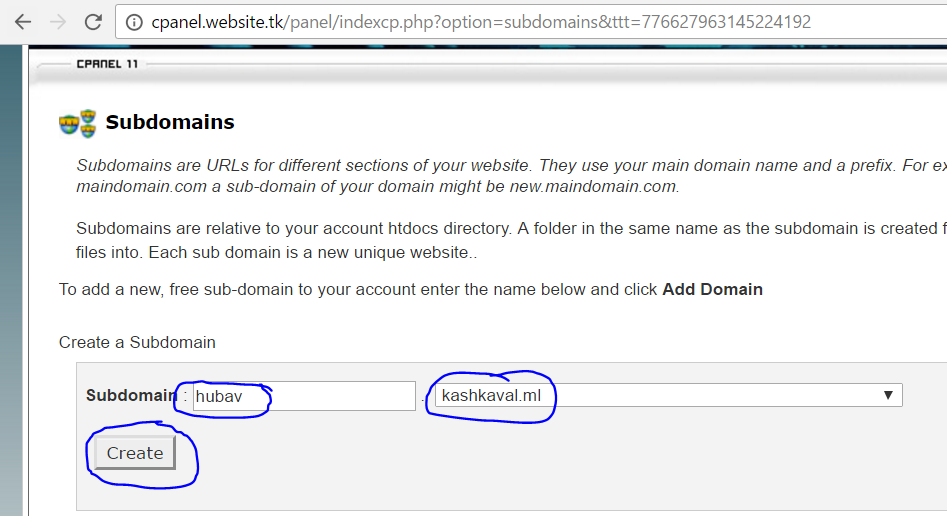 cpanel.website.tk/panel/indexcp.php?option=subdomains&ttt=776627963145224192
CPANEL 11
Subdomains
Subdomains are URLs for different sections of your website. They use your main domain name and a prefix. For ex
maindomain.com a sub-domain of your domain might be new.maindomain.com.
Subdomains are relative to your account htdocs directory. A folder in the same name as the subdomain is created f
files into. Each sub domain is a new unique website..
To add a new, free sub-domain to your account enter the name below and click Add Domain
Create a Subdomain
Subdomain : hubav . kashkaval.ml
Create